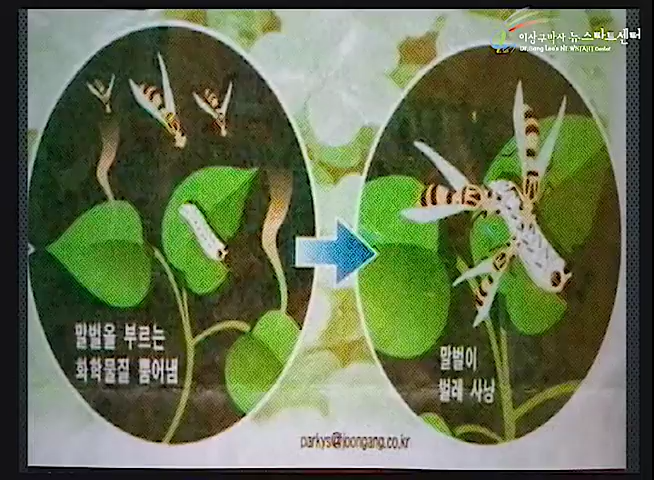 이상구박사 뉴스타트센터
말벌을 부르는
화학물질 뿜어냄
말벌이
벌레 사냥
parkys@joongang.co.kr